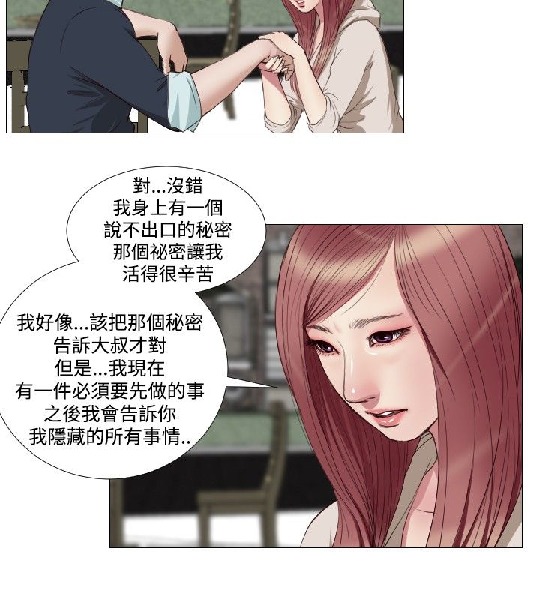 對...沒錯
我身上有一個
說不出口的秘密
那個祕密讓我
活得很辛苦
我好像...該把那個秘密
告訴大叔才對
但是...我現在
有一件必須要先做的事
之後我會告訴你
我隱藏的所有事情..